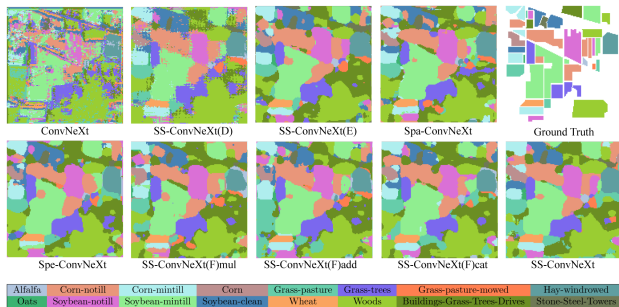 ConvNeXt SS-ConvNeXt(D) SS-ConvNeXt(E) Spa-ConvNeXt Ground Truth
Spe-ConvNeXt SS-ConvNeXt(F)mul SS-ConvNeXt(F)add SS-ConvNeXt(F)cat SS-ConvNeXt
Alfalfa Corn-notill Corn-mintill Corn Grass-pasture Grass-trees Grass-pasture-mowed Hay-windrowed
Oats Soybean-notill Soybean-mintill Soybean-clean Wheat Woods Buildings-Grass-Trees-Drives Stone-Steel-Towers